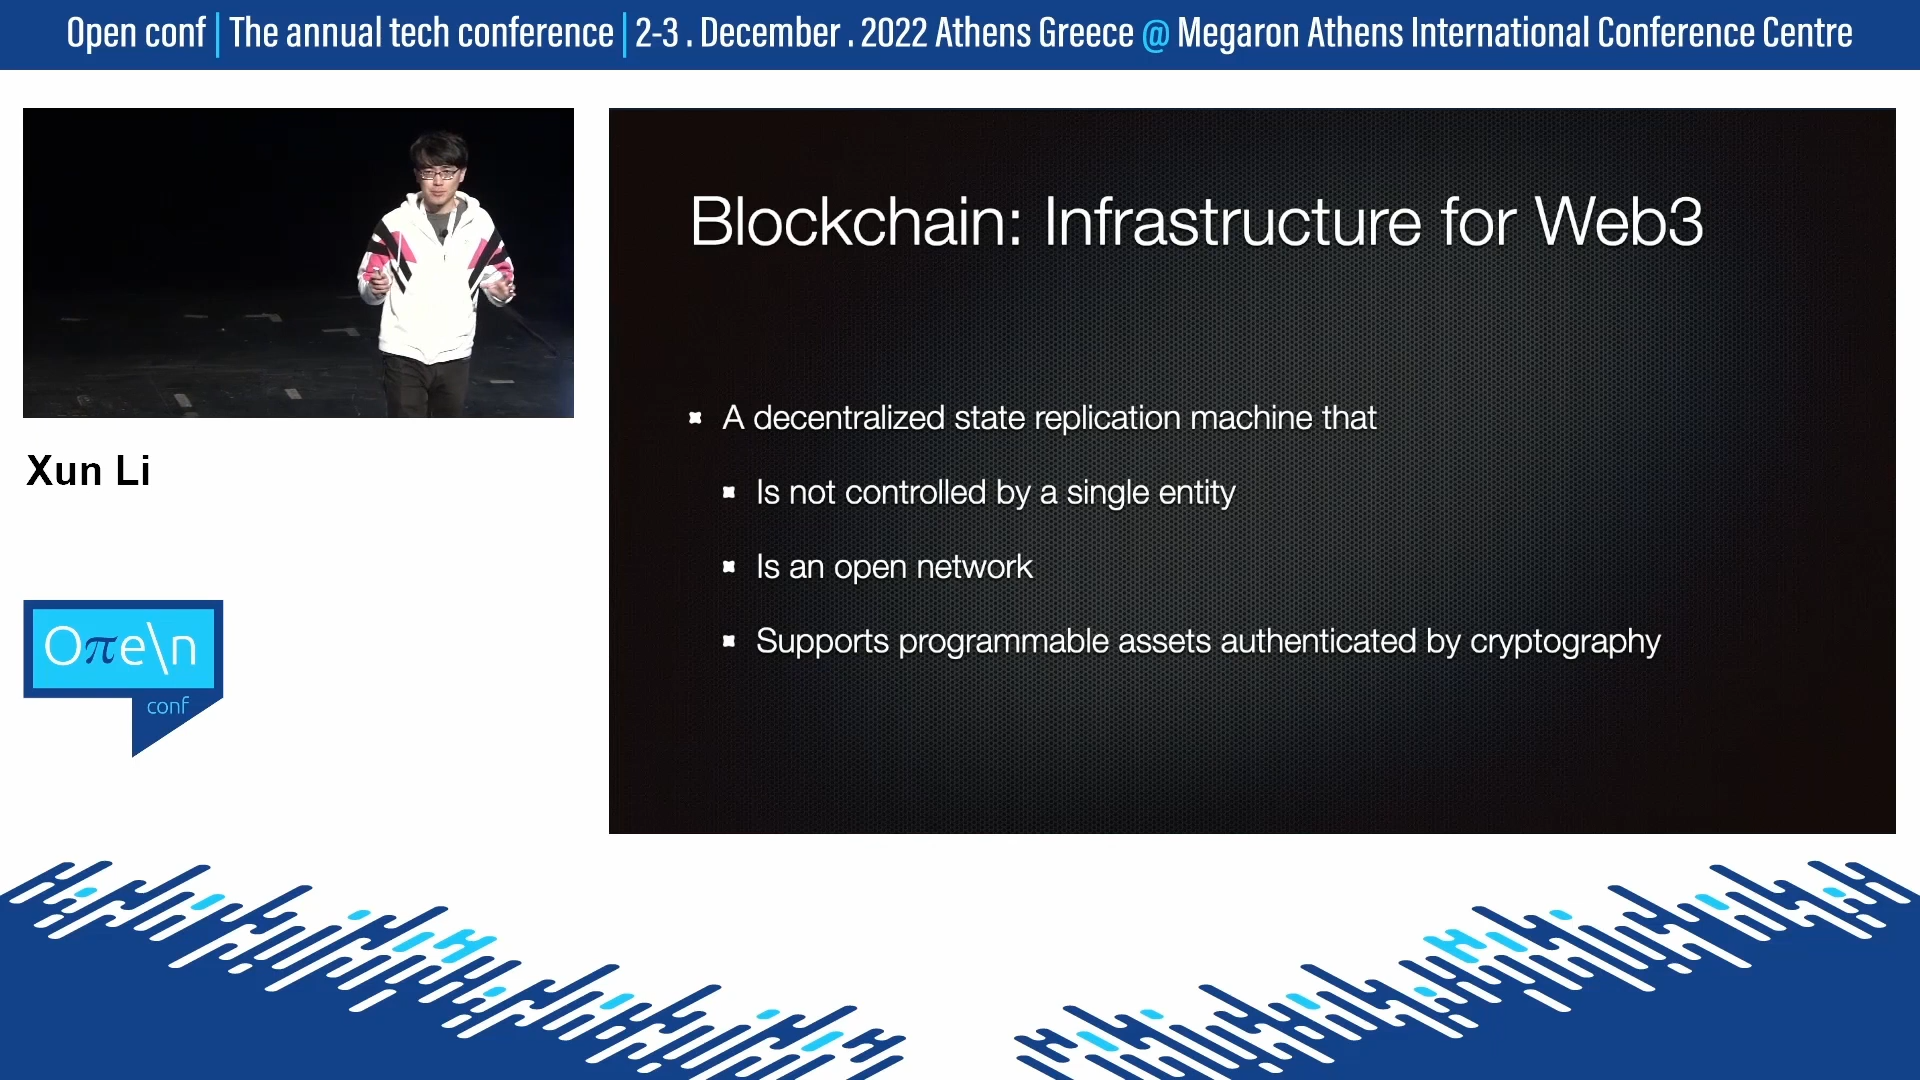 Open conf | The annual tech conference | 2-3 . December . 2022 Athens Greece @ Megaron Athens International Conference Centre
Blockchain: Infrastructure for Web3
A decentralized state replication machine that
Is not controlled by a single entity
Is an open network
Supports programmable assets authenticated by cryptography
Xun Li
Oπe\n
conf